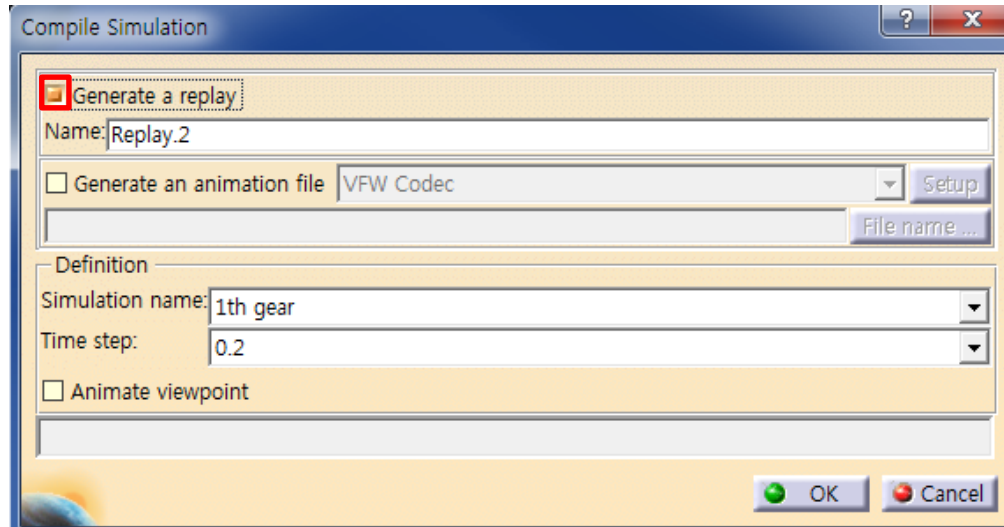 Compile Simulation
Generate a replay
Name: Replay.2
Generate an animation file VFW Codec Setup
File name ...
Definition
Simulation name: 1th gear
Time step: 0.2
Animate viewpoint
OK Cancel